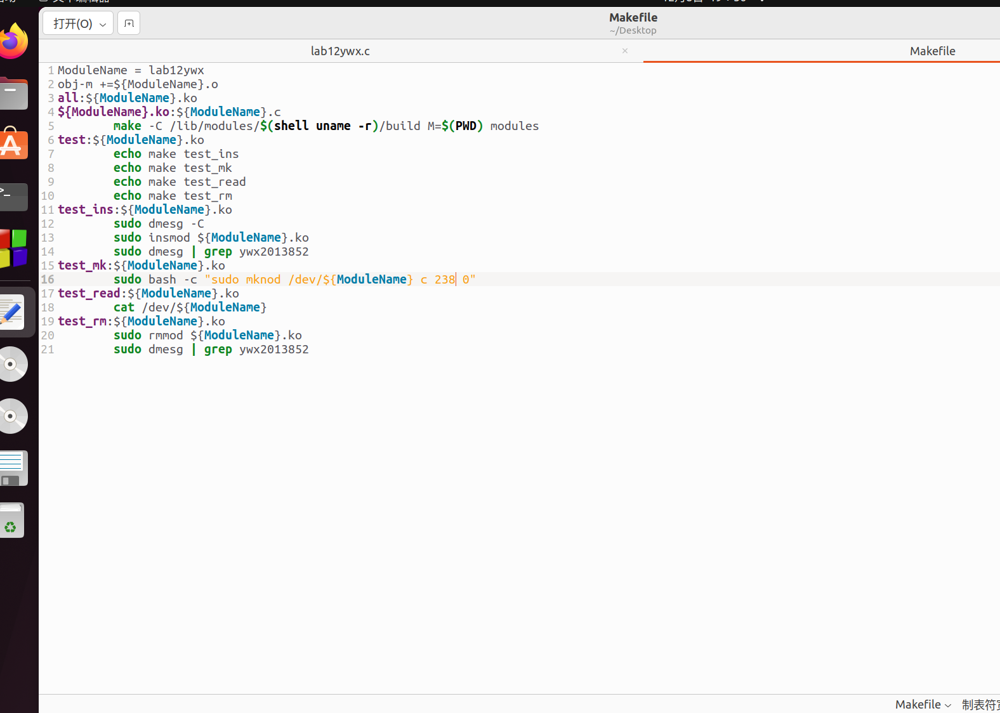 打开(O)
Makefile
~/Desktop
lab12ywx.c
Makefile
1 ModuleName = lab12ywx
2 obj-m +=${ModuleName}.o
3 all:${ModuleName}.ko
4 ${ModuleName}.ko:${ModuleName}.c
5 make -C /lib/modules/$(shell uname -r)/build M=$(PWD) modules
6 test:${ModuleName}.ko
7 echo make test_ins
8 echo make test_mk
9 echo make test_read
10 echo make test_rm
11 test_ins:${ModuleName}.ko
12 sudo dmesg -C
13 sudo insmod ${ModuleName}.ko
14 sudo dmesg | grep ywx2013852
15 test_mk:${ModuleName}.ko
16 sudo bash -c "sudo mknod /dev/${ModuleName} c 238 0"
17 test_read:${ModuleName}.ko
18 cat /dev/${ModuleName}
19 test_rm:${ModuleName}.ko
20 sudo rmmod ${ModuleName}.ko
21 sudo dmesg | grep ywx2013852
Makefile
制表符